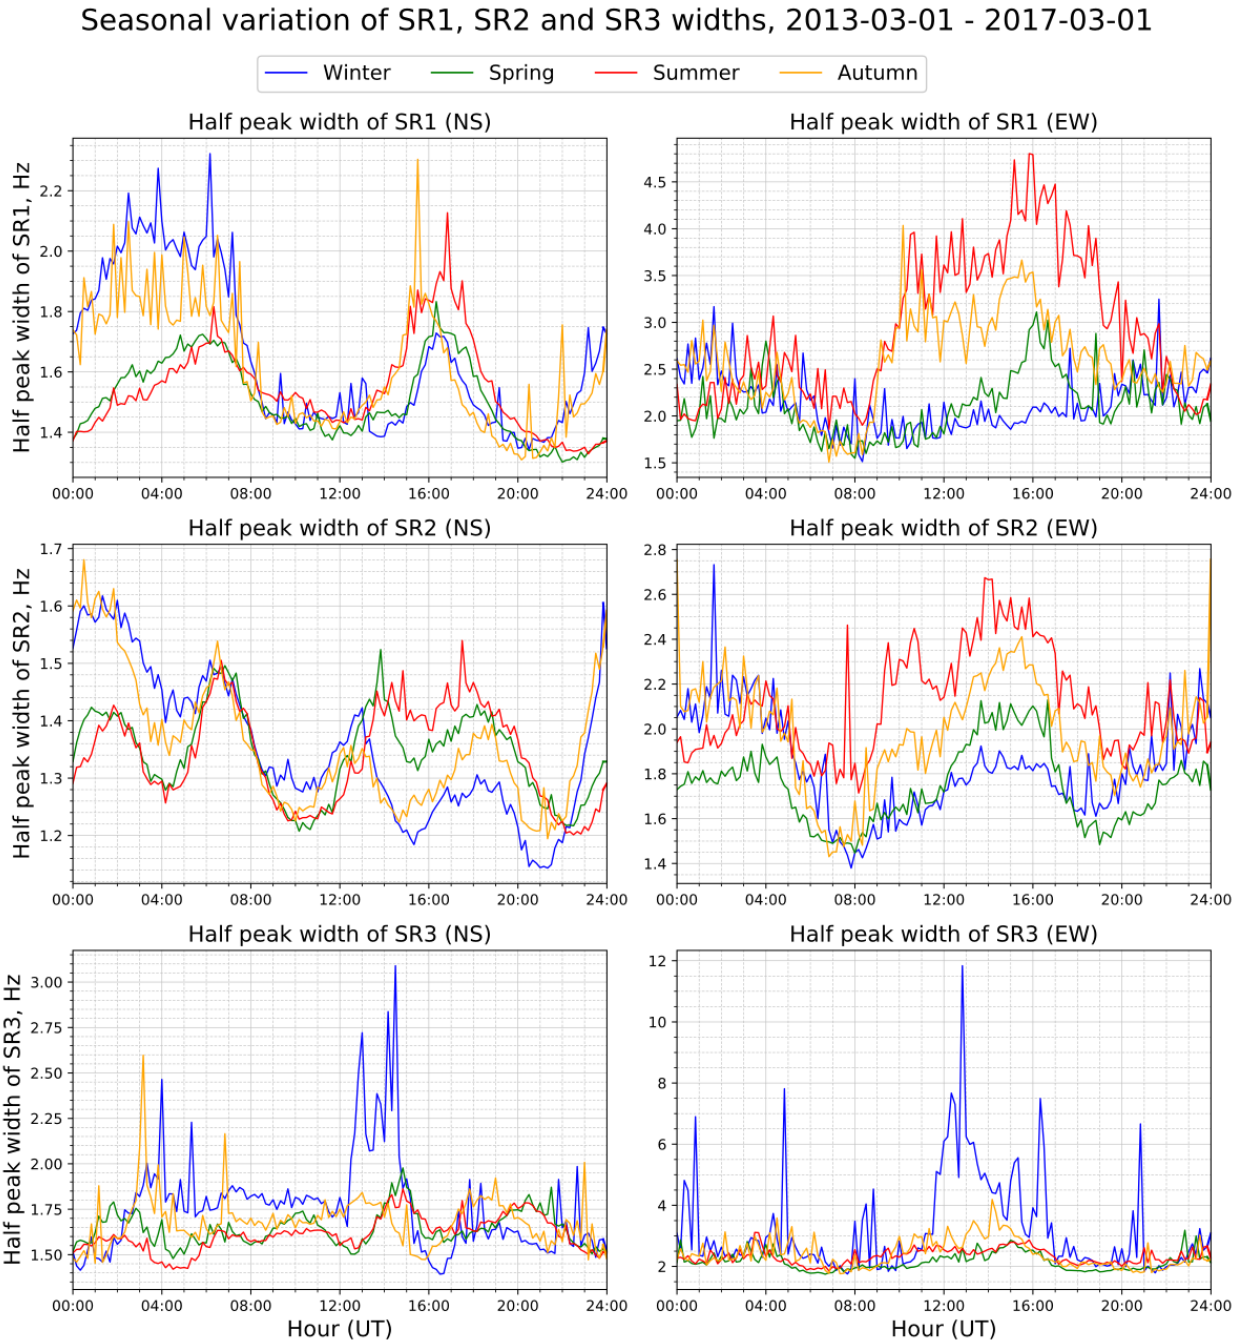 Seasonal variation of SR1, SR2 and SR3 widths, 2013-03-01 - 2017-03-01
Winter Spring Summer Autumn
Half peak width of SR1 (NS)
Half peak width of SR1, Hz
2.2
2.0
1.8
1.6
1.4
00:00 04:00 08:00 12:00 16:00 20:00 24:00
Half peak width of SR1 (EW)
4.5
4.0
3.5
3.0
2.5
2.0
1.5
00:00 04:00 08:00 12:00 16:00 20:00 24:00
Half peak width of SR2 (NS)
Half peak width of SR2, Hz
1.7
1.6
1.5
1.4
1.3
1.2
00:00 04:00 08:00 12:00 16:00 20:00 24:00
Half peak width of SR2 (EW)
2.8
2.6
2.4
2.2
2.0
1.8
1.6
1.4
00:00 04:00 08:00 12:00 16:00 20:00 24:00
Half peak width of SR3 (NS)
Half peak width of SR3, Hz
3.00
2.75
2.50
2.25
2.00
1.75
1.50
00:00 04:00 08:00 12:00 16:00 20:00 24:00
Hour (UT)
Half peak width of SR3 (EW)
12
10
8
6
4
2
00:00 04:00 08:00 12:00 16:00 20:00 24:00
Hour (UT)